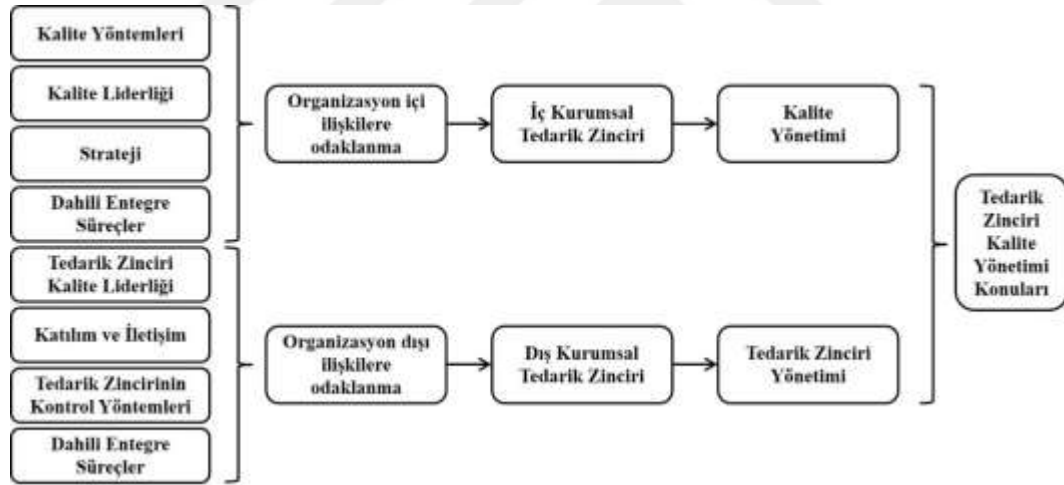 Kalite Yöntemleri
Kalite Liderliği
Strateji
Dahili Entegre
Süreçler
Tedarik Zinciri
Kalite Liderliği
Katılım ve İletişim
Tedarik Zincirinin
Kontrol Yöntemleri
Dahili Entegre
Süreçler
Organizasyon içi
ilişkilere
odaklanma
İç Kurumsal
Tedarik Zinciri
Kalite
Yönetimi
Organizasyon dışı
ilişkilere
odaklanma
Dış Kurumsal
Tedarik Zinciri
Tedarik Zinciri
Yönetimi
Tedarik
Zinciri
Kalite
Yönetimi
Konuları